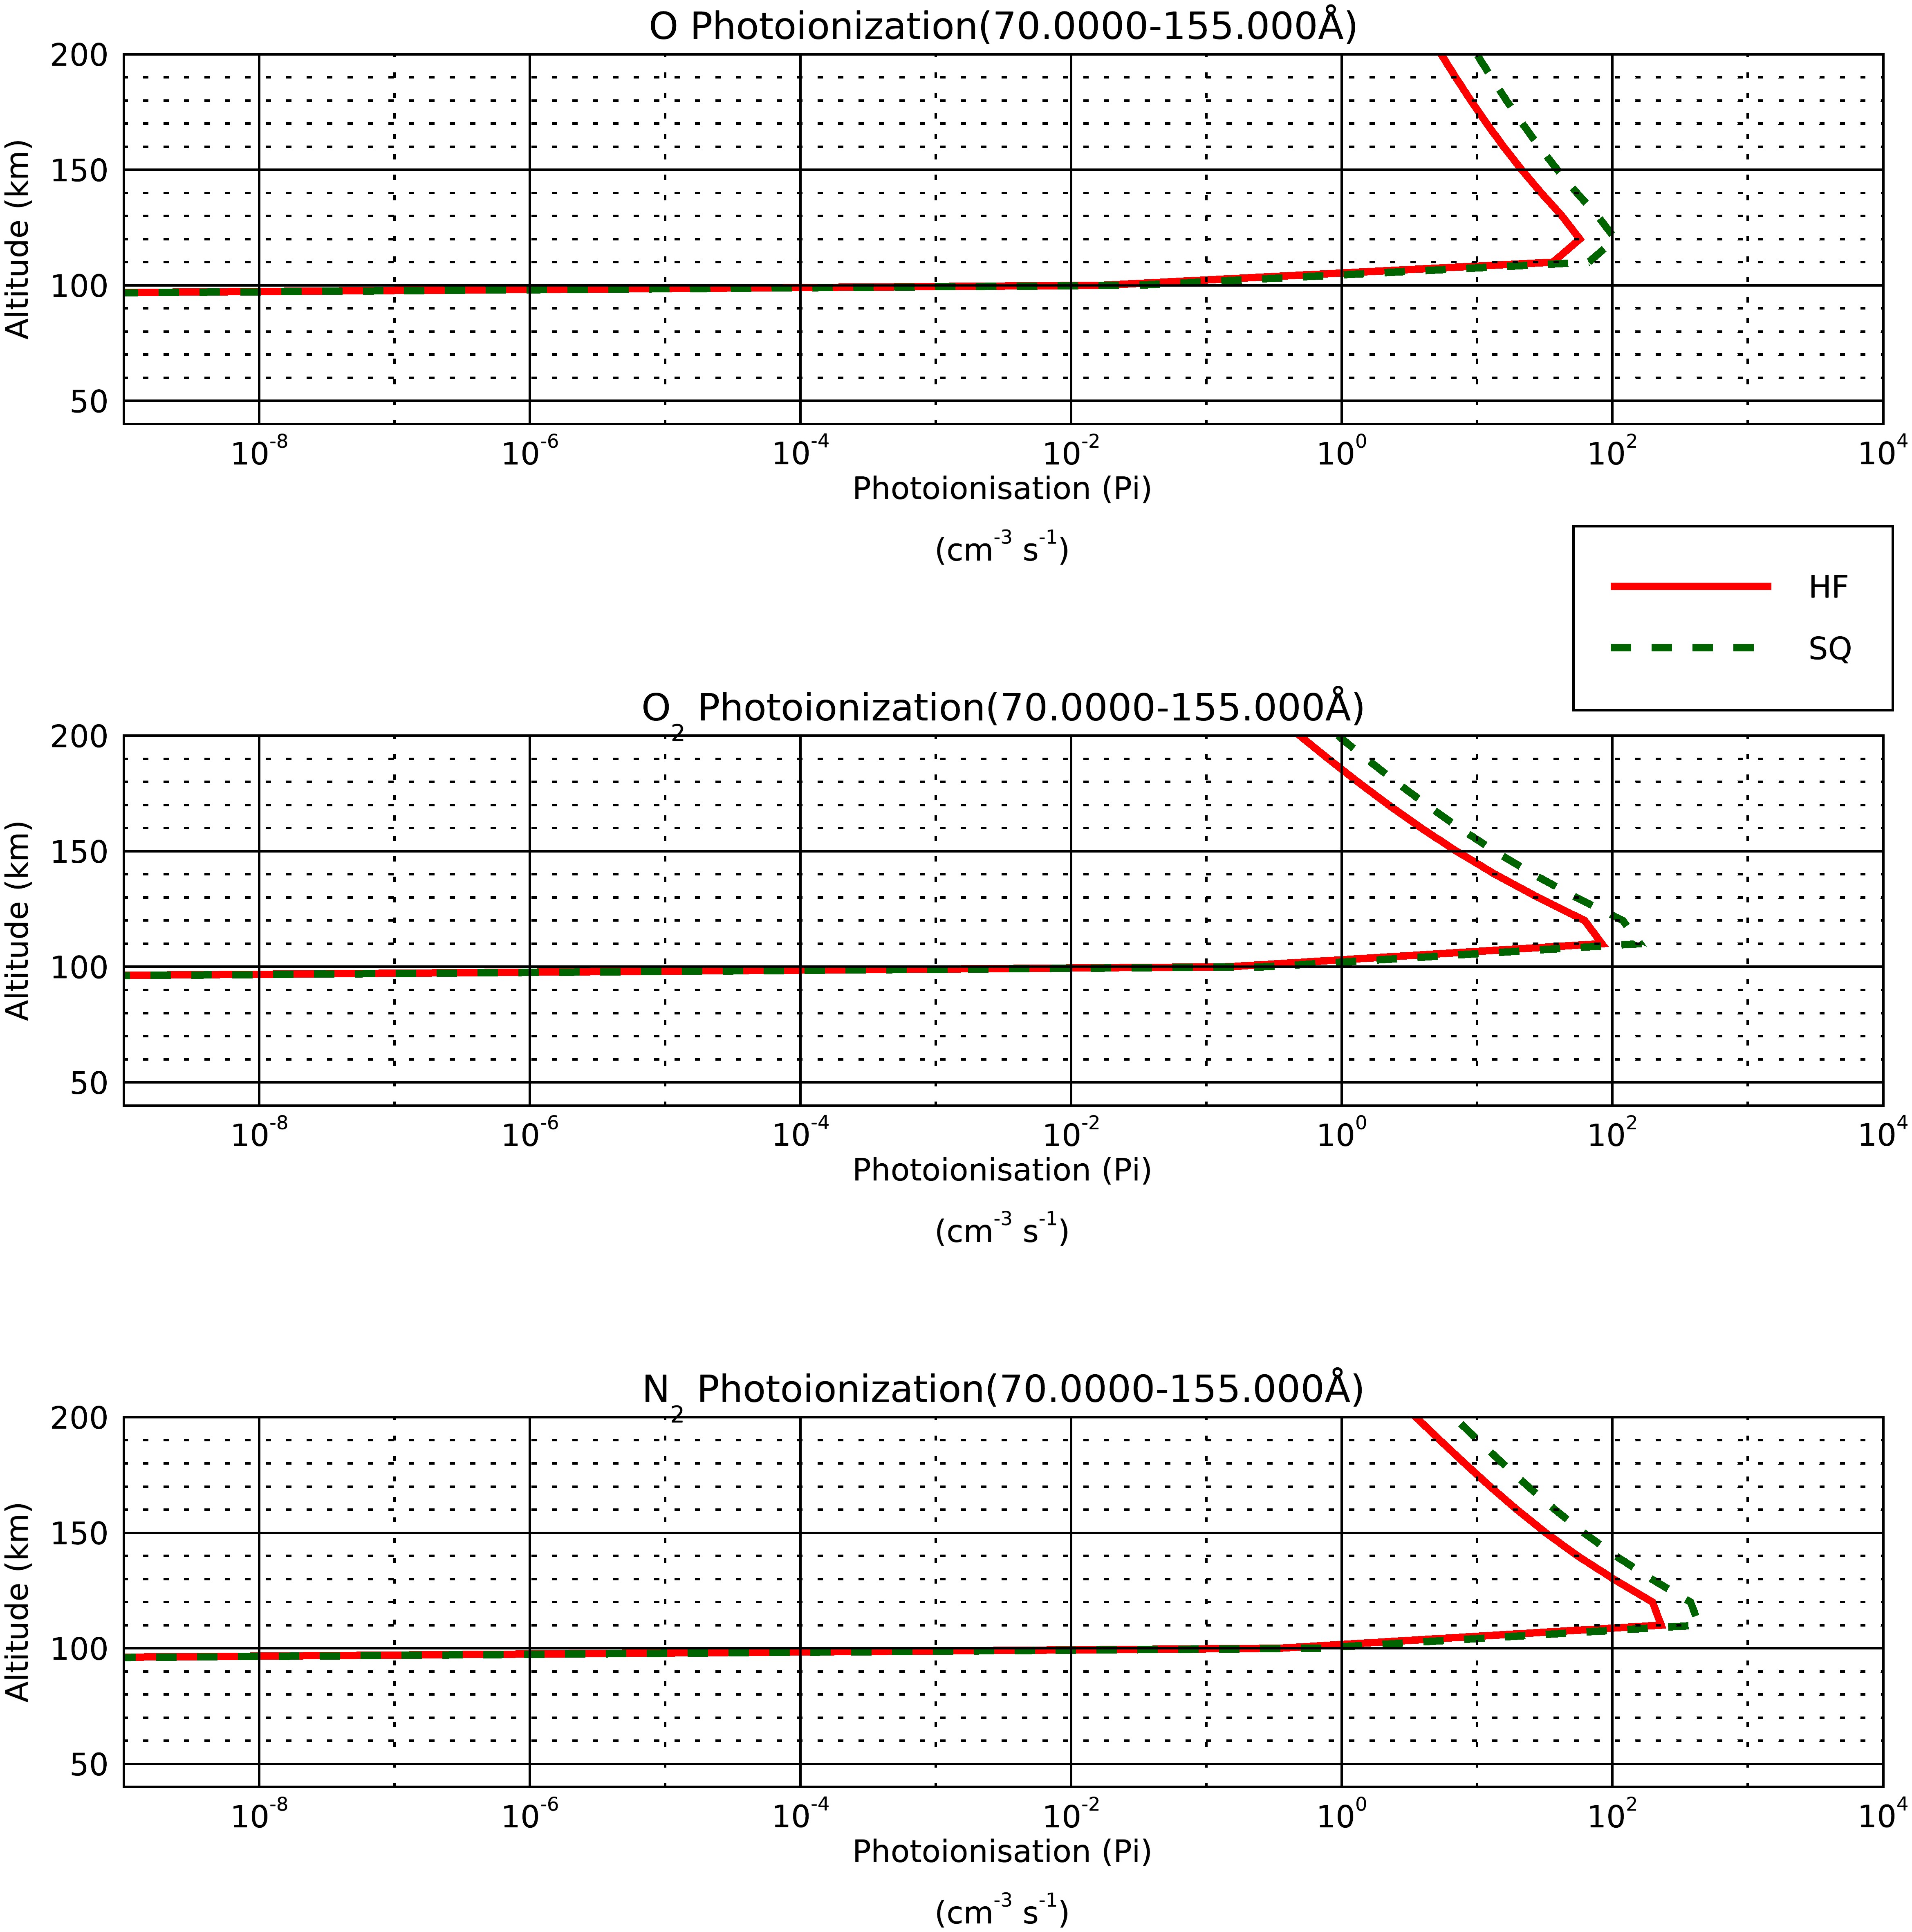 O Photoionization(70.0000-155.000Å)
200
150
100
50
Altitude (km)
10⁻⁸ 10⁻⁶ 10⁻⁴ 10⁻² 10⁰ 10² 10⁴
Photoionisation (Pi)
(cm⁻³ s⁻¹)
HF
SQ
O₂ Photoionization(70.0000-155.000Å)
200
150
100
50
Altitude (km)
10⁻⁸ 10⁻⁶ 10⁻⁴ 10⁻² 10⁰ 10² 10⁴
Photoionisation (Pi)
(cm⁻³ s⁻¹)
N₂ Photoionization(70.0000-155.000Å)
200
150
100
50
Altitude (km)
10⁻⁸ 10⁻⁶ 10⁻⁴ 10⁻² 10⁰ 10² 10⁴
Photoionisation (Pi)
(cm⁻³ s⁻¹)